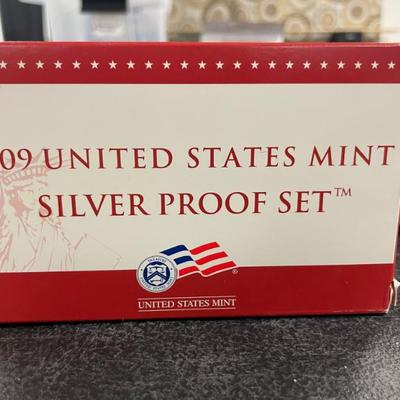 09 UNITED STATES MINT
SILVER PROOF SET™
UNITED STATES MINT